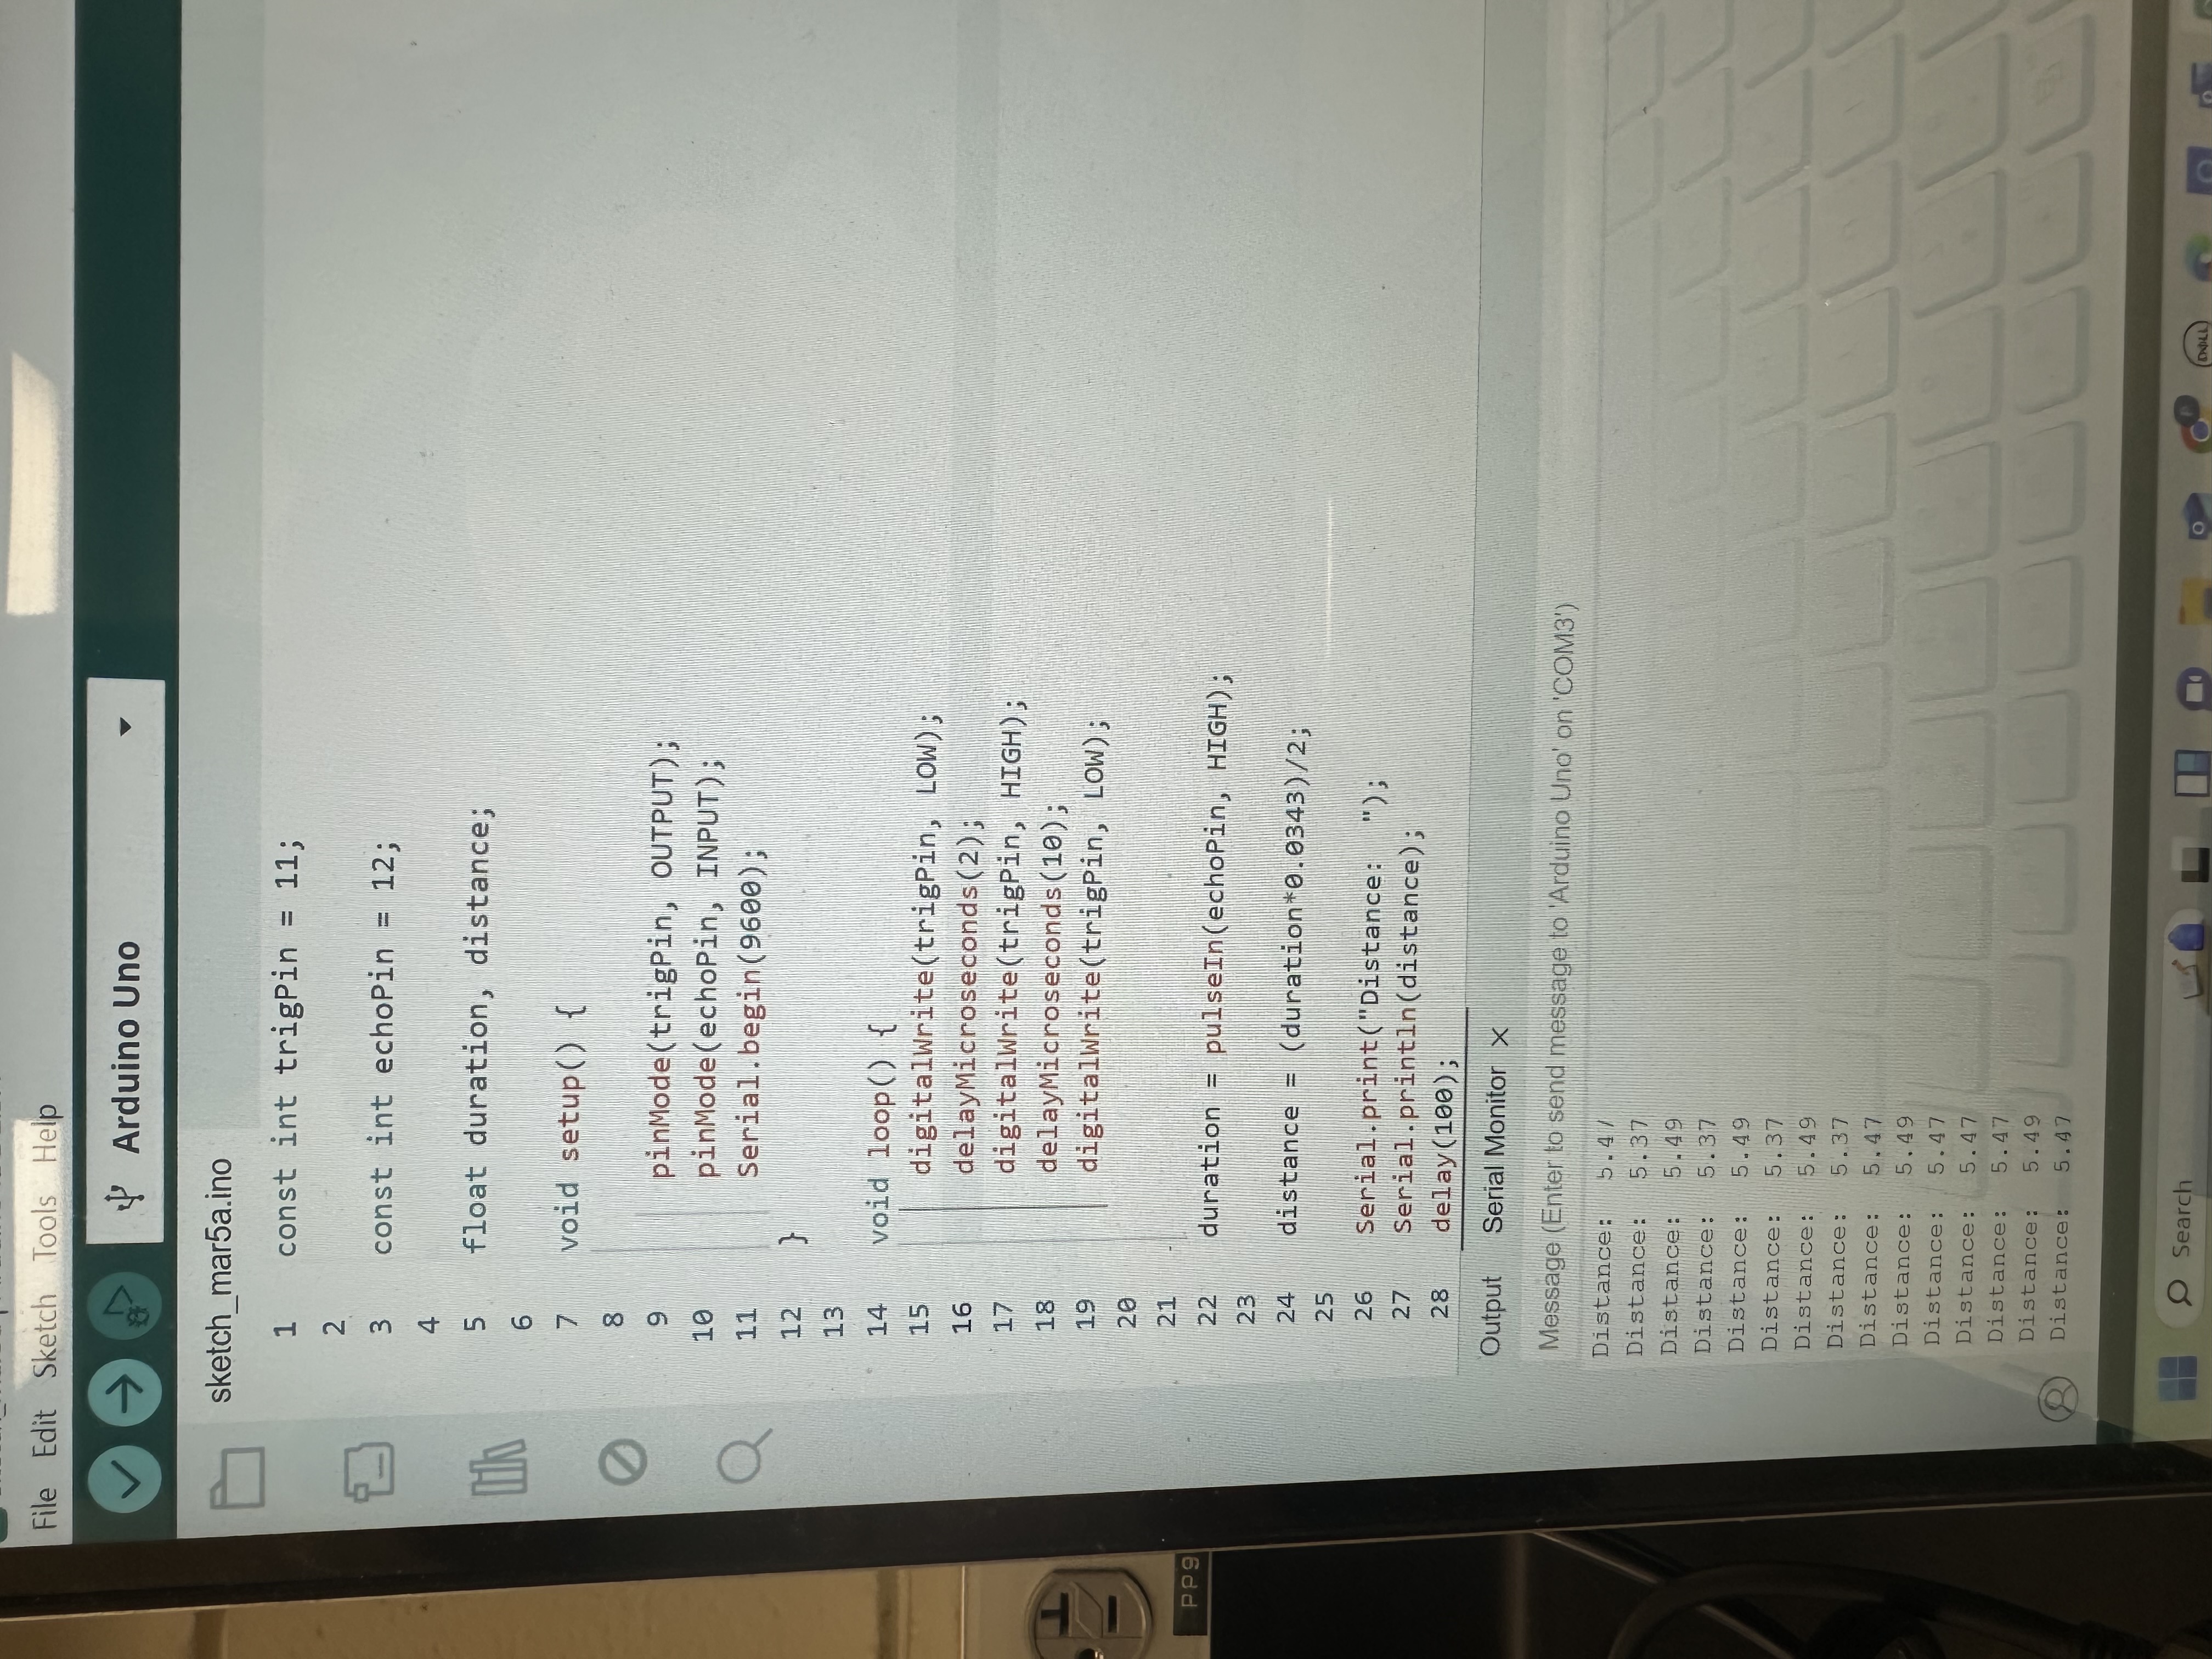 File Edit Sketch Tools Help
Arduino Uno
sketch_mar5a.ino
1 const int trigPin = 11;
2
3 const int echoPin = 12;
4
5 float duration, distance;
6
7 void setup() {
8
9 pinMode(trigPin, OUTPUT);
10 pinMode(echoPin, INPUT);
11 Serial.begin(9600);
12 }
13
14 void loop() {
15 digitalWrite(trigPin, LOW);
16 delayMicroseconds(2);
17 digitalWrite(trigPin, HIGH);
18 delayMicroseconds(10);
19 digitalWrite(trigPin, LOW);
20
21
22 duration = pulseIn(echoPin, HIGH);
23
24 distance = (duration*0.0343)/2;
25
26 Serial.print("Distance:  ");
27 Serial.println(distance);
28 delay(100);
PP9
Output Serial Monitor X
Message (Enter to send message to 'Arduino Uno' on 'COM3')
Distance: 5.47
Distance: 5.37
Distance: 5.49
Distance: 5.37
Distance: 5.49
Distance: 5.37
Distance: 5.49
Distance: 5.37
Distance: 5.47
Distance: 5.49
Distance: 5.47
Distance: 5.47
Distance: 5.47
Distance: 5.49
Distance: 5.47
Search
DELL